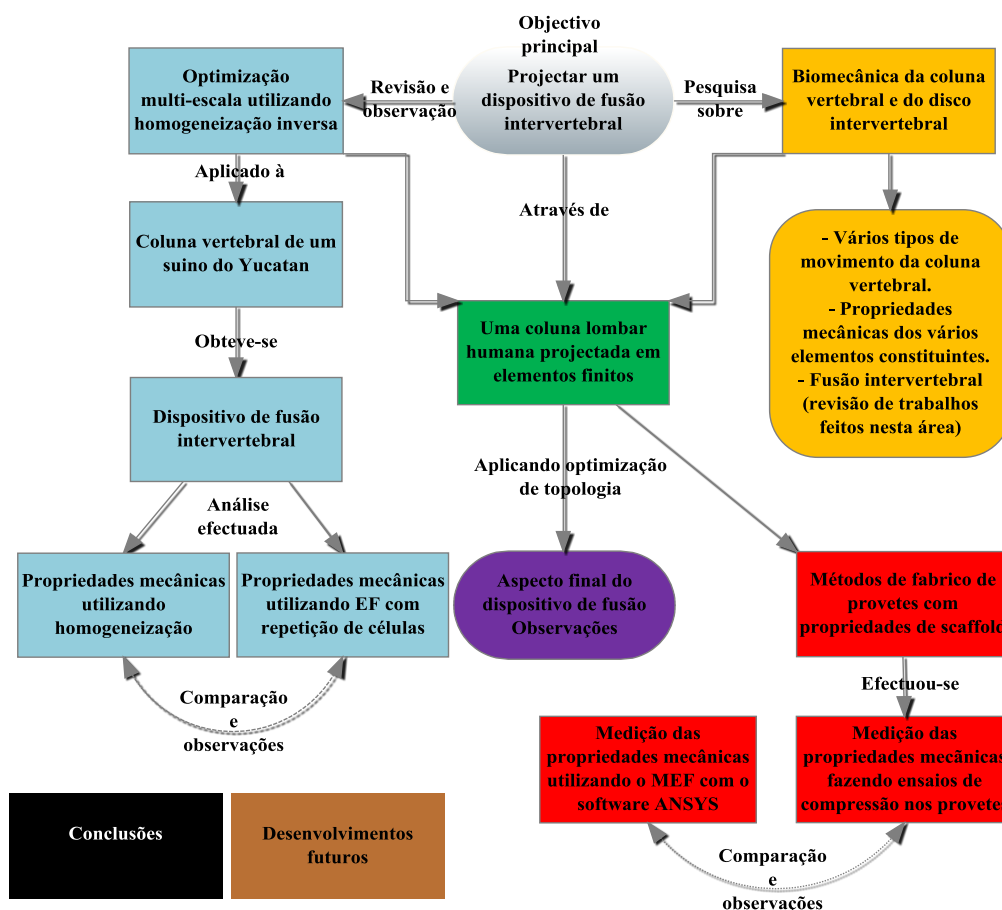 Objectivo
principal
Projectar um
dispositivo de fusão
intervertebral
Optimização
multi-escala utilizando
homogeneização inversa
Revisão e
observação
Pesquisa
sobre
Biomecânica da coluna
vertebral e do disco
intervertebral
Aplicado à
Através de
Coluna vertebral de um
suino do Yucatan
- Vários tipos de
movimento da coluna
vertebral.
- Propriedades
mecânicas dos vários
elementos constituintes.
- Fusão intervertebral
(revisão de trabalhos
feitos nesta área)
Obteve-se
Uma coluna lombar
humana projectada em
elementos finitos
Dispositivo de fusão
intervertebral
Aplicando optimização
de topologia
Análise
efectuada
Propriedades mecânicas
utilizando
homogeneização
Propriedades mecânicas
utilizando EF com
repetição de células
Aspecto final do
dispositivo de fusão
Observações
Métodos de fabrico de
provetes com
propriedades de scaffold
Comparação
e
observações
Efectuou-se
Medição das
propriedades mecânicas
utilizando o MEF com o
software ANSYS
Medição das
propriedades mecânicas
fazendo ensaios de
compressão nos provete
Conclusões
Desenvolvimentos
futuros
Comparação
e
observações